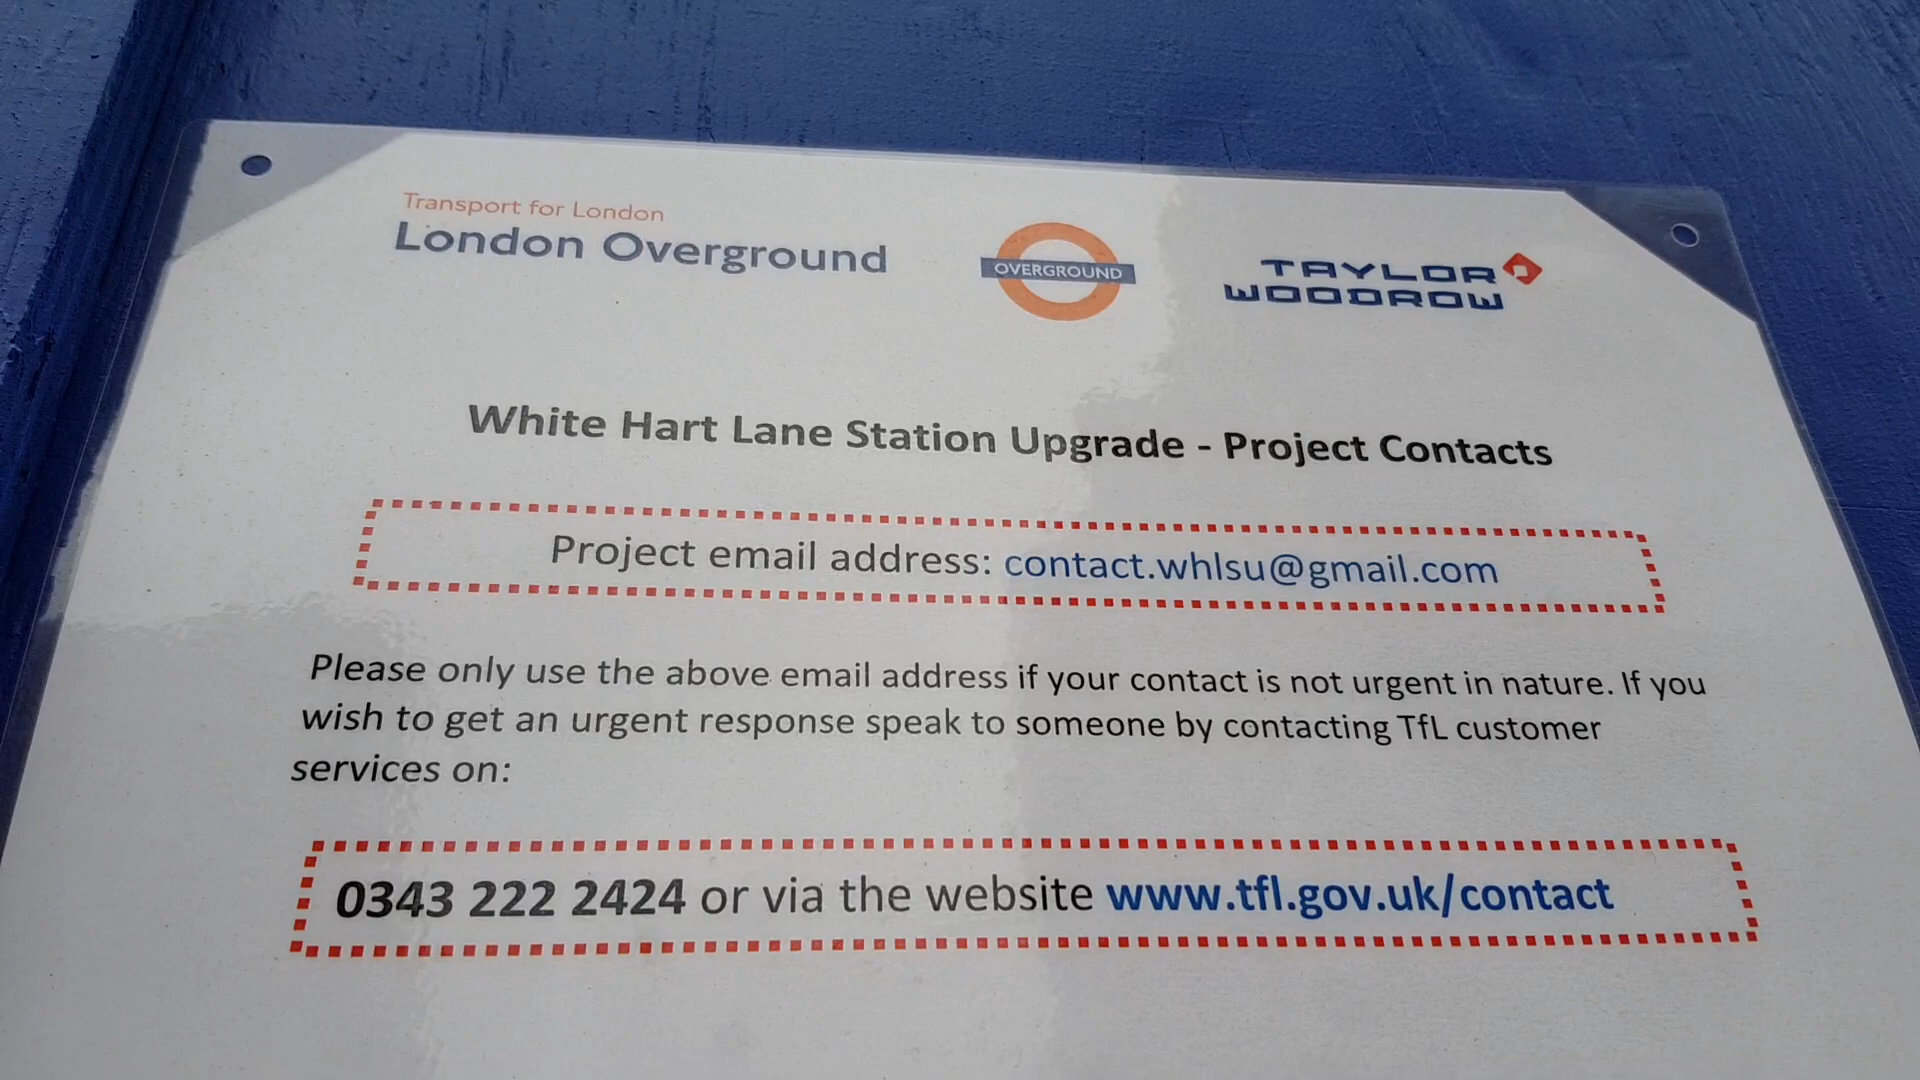 Transport for London
London Overground
OVERGROUND
TAYLOR
WOODROW
White Hart Lane Station Upgrade - Project Contacts
Project email address: contact.whlsu@gmail.com
Please only use the above email address if your contact is not urgent in nature. If you
wish to get an urgent response speak to someone by contacting TfL customer
services on:
0343 222 2424 or via the website www.tfl.gov.uk/contact